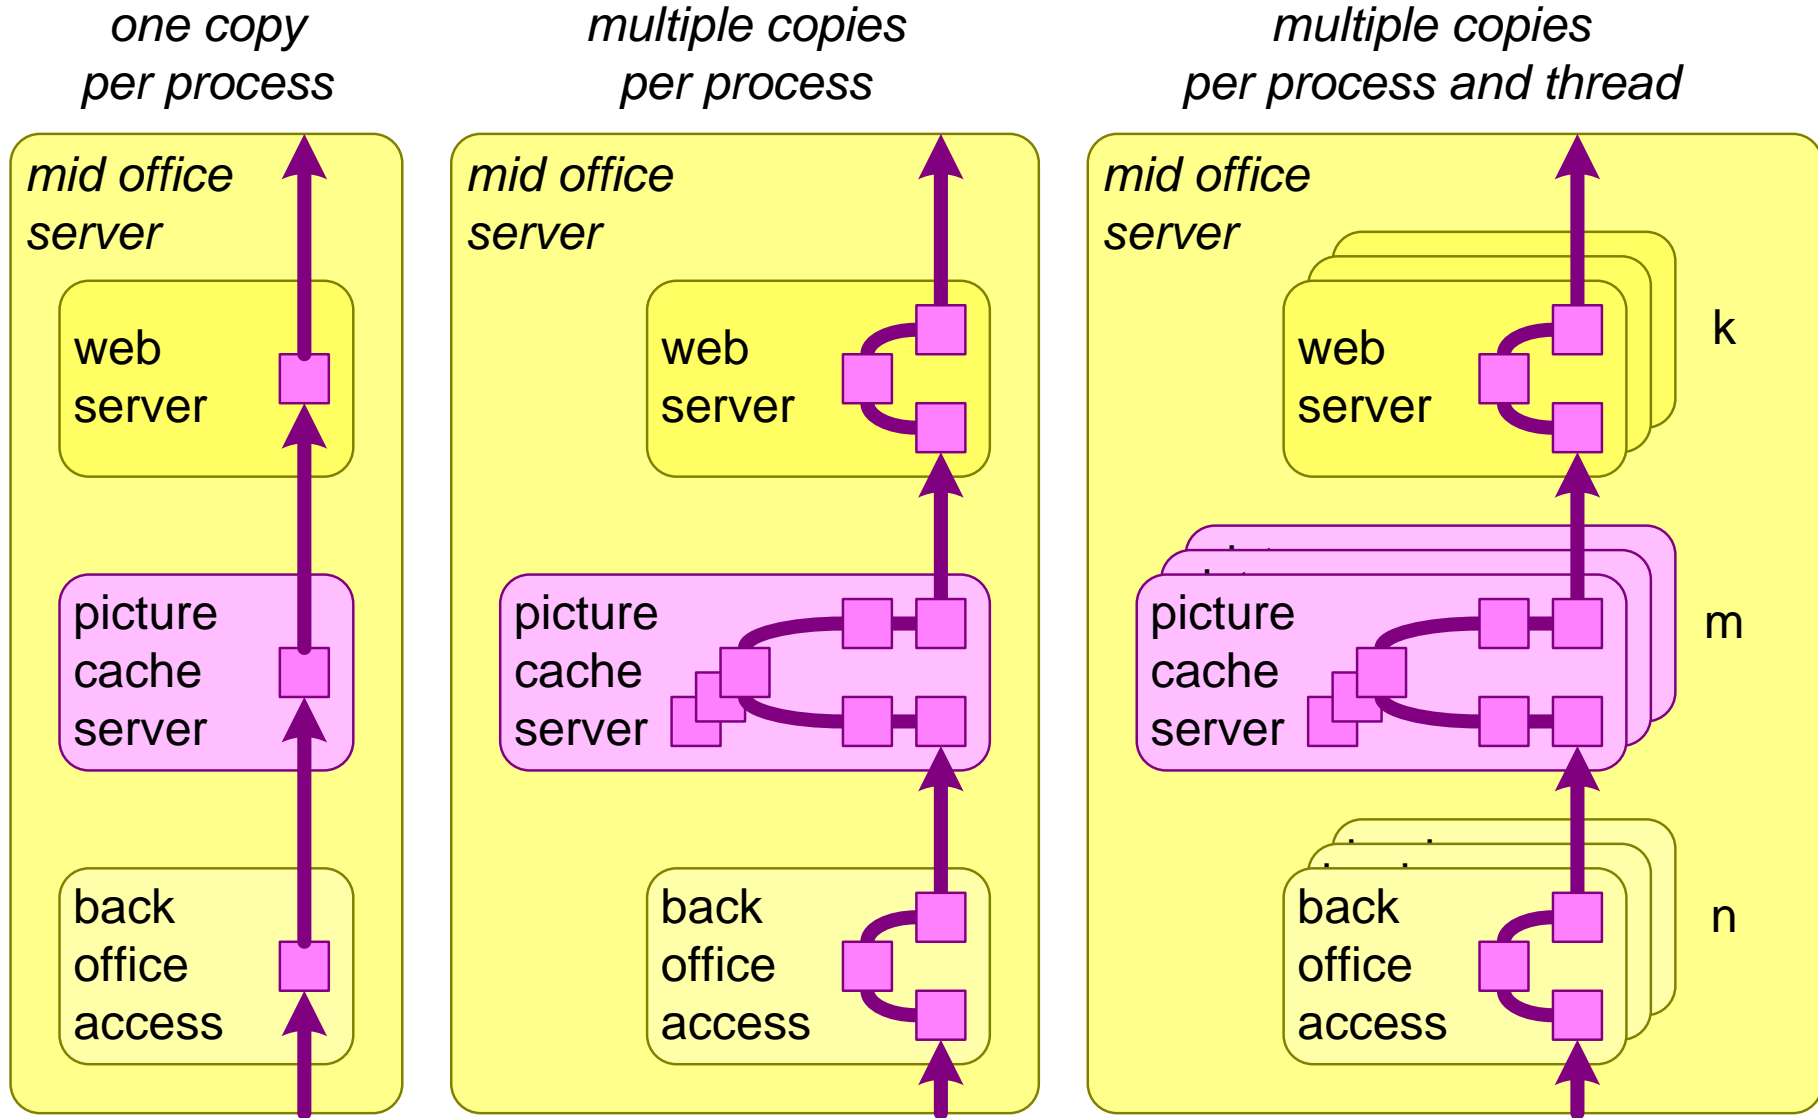 one copy
per process
mid office
server
web
server
picture
cache
server
back
office
access
multiple copies
per process
mid office
server
web
server
picture
cache
server
back
office
access
multiple copies
per process and thread
mid office
server
web
server
k
picture
cache
server
m
back
office
access
n